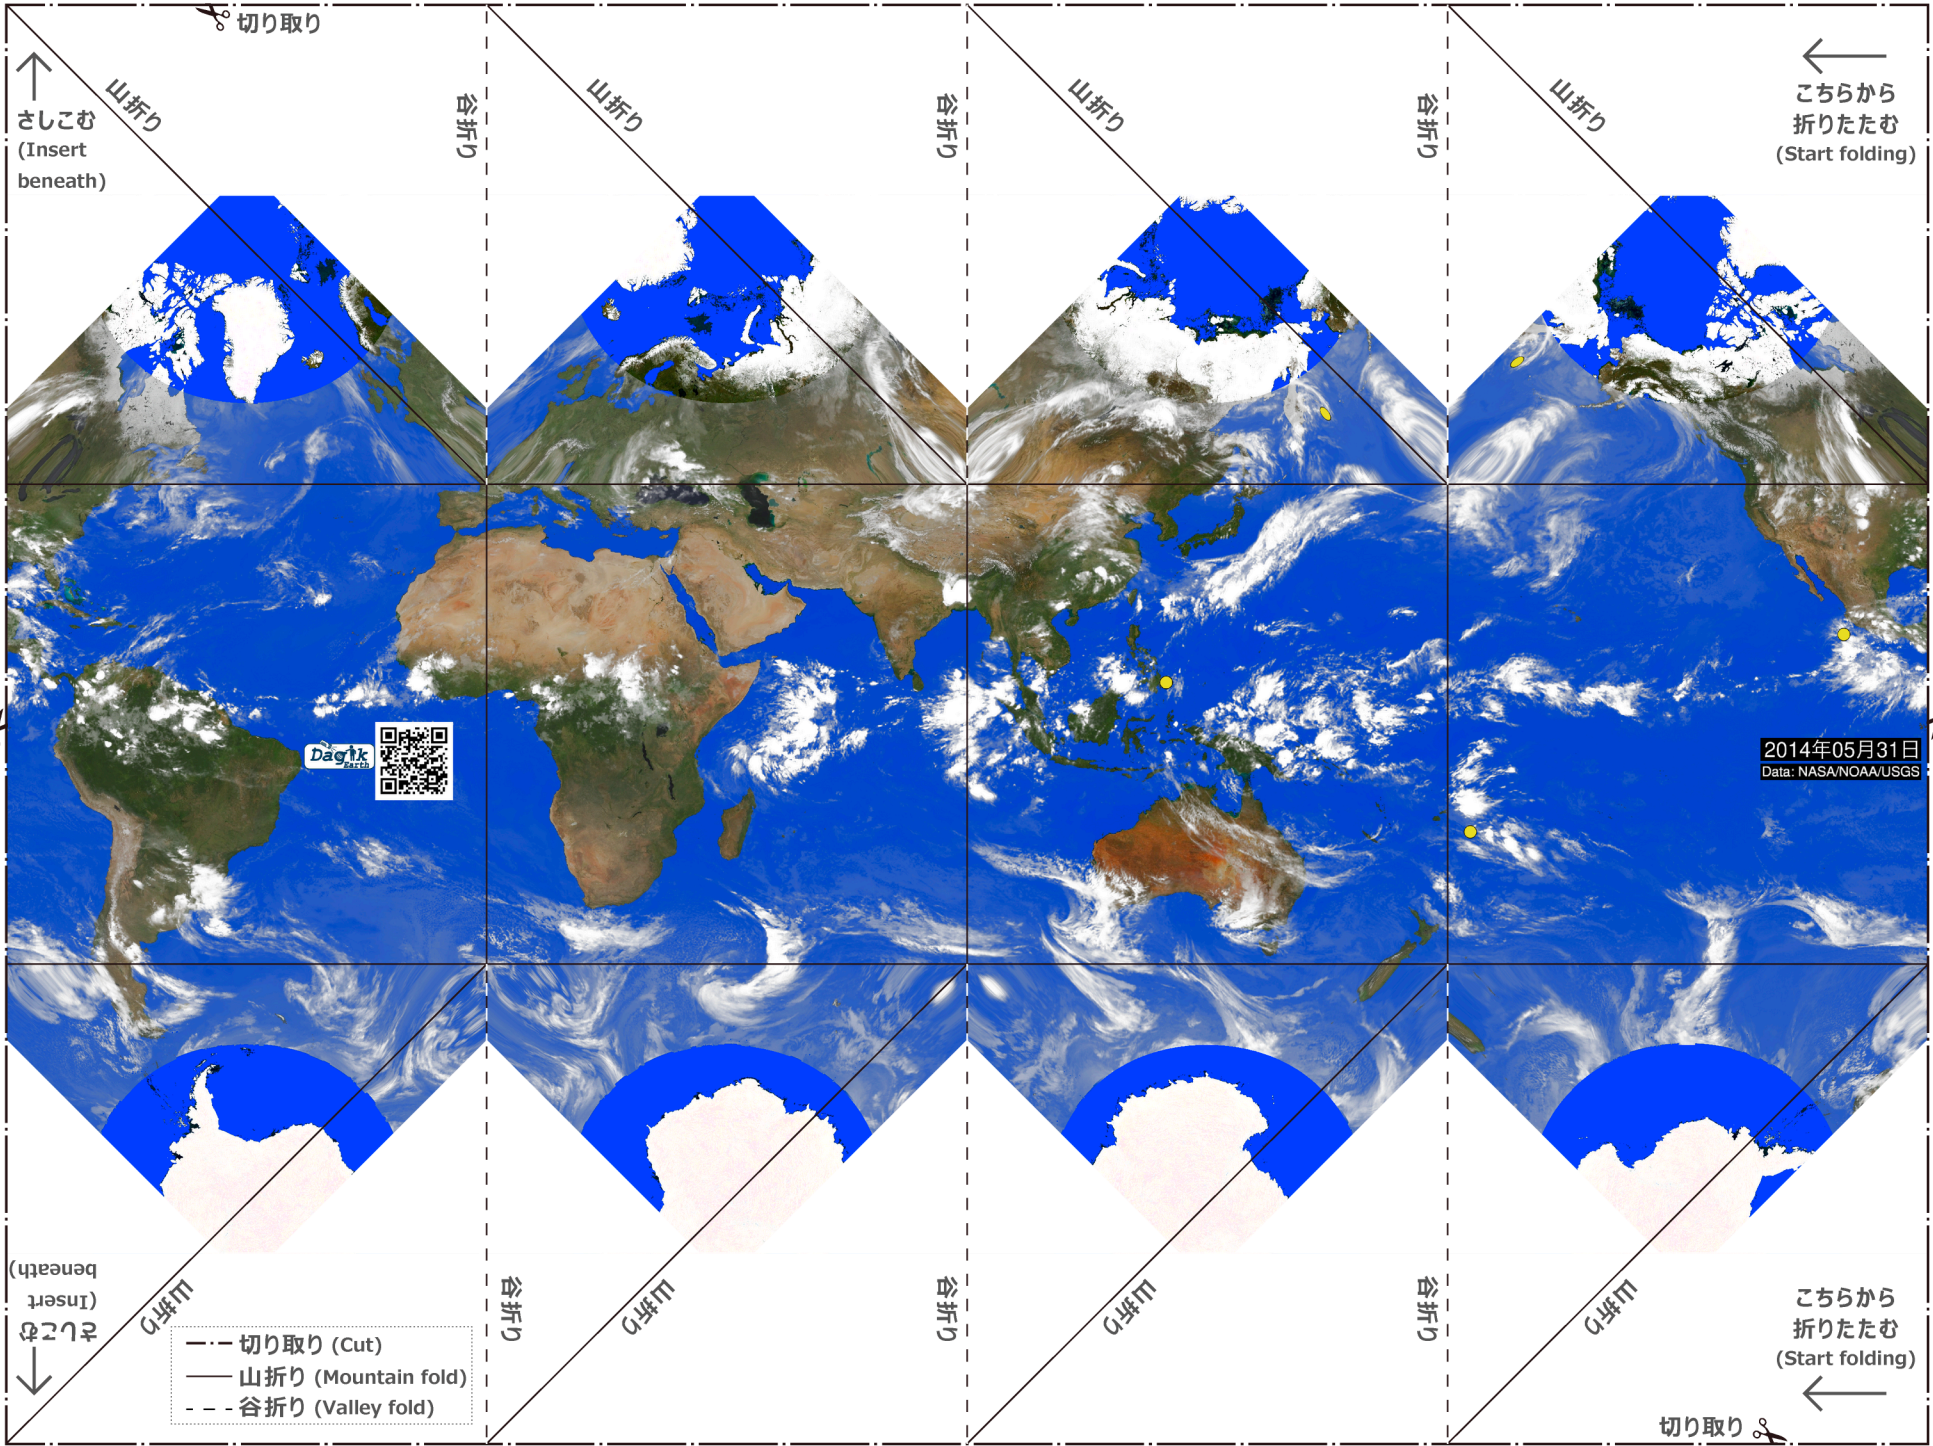 切り取り
さしこむ
(Insert
beneath)
山折り
谷折り
山折り
谷折り
山折り
谷折り
山折り
こちらから
折りたたむ
(Start folding)
Dagik
Earth
2014年05月31日
Data: NASA/NOAA/USGS
さしこむ
(Insert
beneath)
山折り
谷折り
山折り
谷折り
山折り
谷折り
山折り
こちらから
折りたたむ
(Start folding)
切り取り (Cut)
山折り (Mountain fold)
谷折り (Valley fold)
切り取り